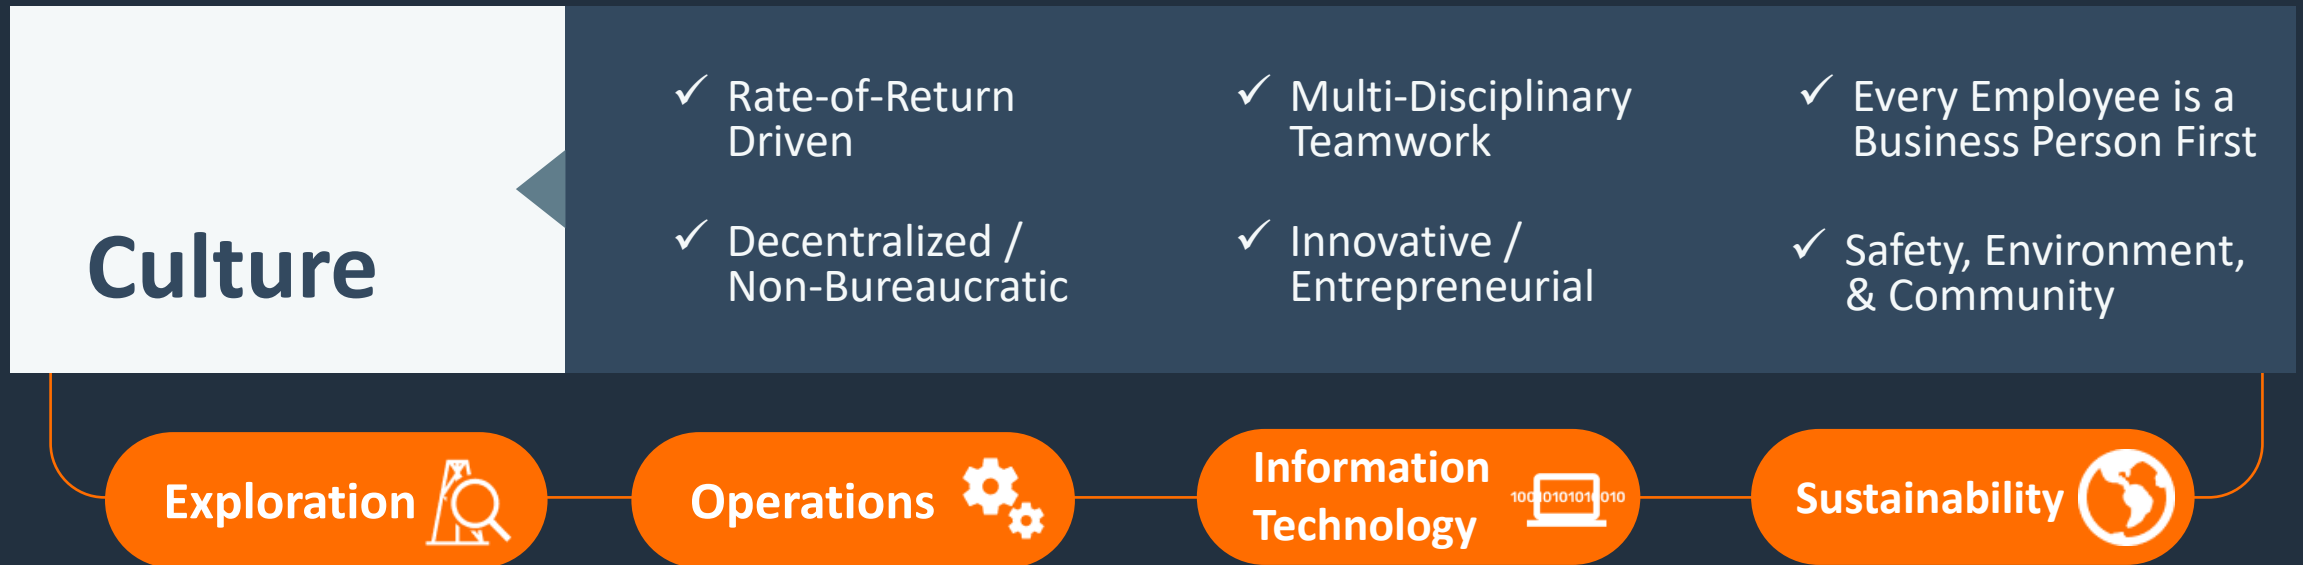 Culture
✓ Rate-of-Return
Driven
✓ Multi-Disciplinary
Teamwork
✓ Every Employee is a
Business Person First
✓ Decentralized /
Non-Bureaucratic
✓ Innovative /
Entrepreneurial
✓ Safety, Environment,
& Community
Exploration
Operations
Information
Technology
Sustainability